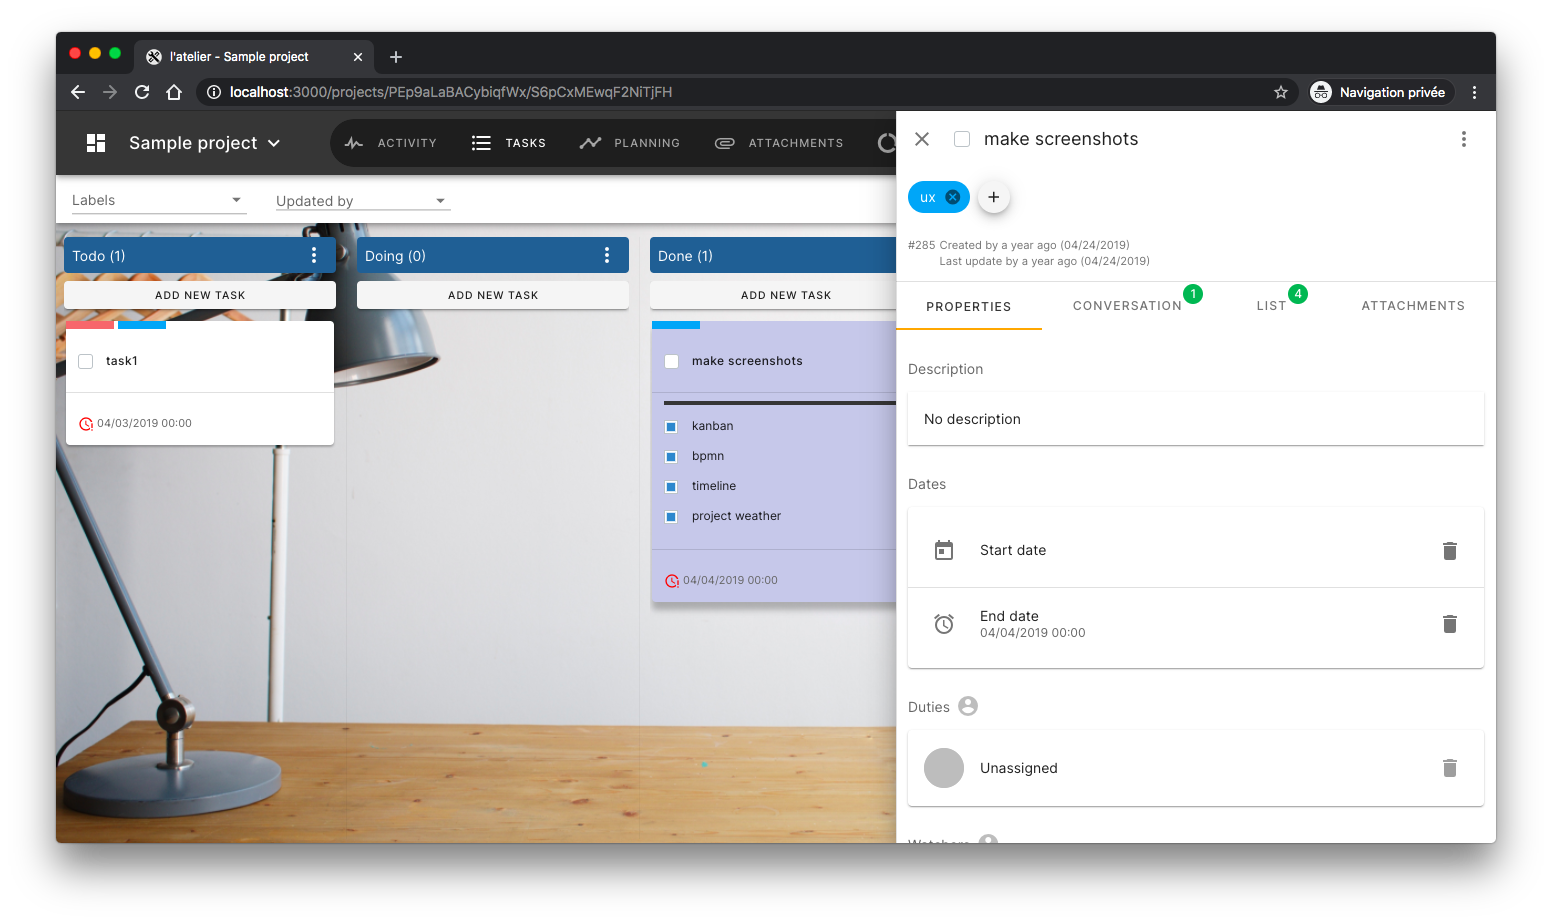 l'atelier - Sample project
localhost:3000/projects/PEp9aLaBACybiqfWx/S6pCxMEwqF2NiTjFH
Navigation privée
Sample project
ACTIVITY
TASKS
PLANNING
ATTACHMENTS
Labels
Updated by
Todo (1)
ADD NEW TASK
task1
04/03/2019 00:00
Doing (0)
ADD NEW TASK
Done (1)
ADD NEW TASK
make screenshots
kanban
bpmn
timeline
project weather
04/04/2019 00:00
make screenshots
ux
#285 Created by a year ago (04/24/2019)
Last update by a year ago (04/24/2019)
PROPERTIES
CONVERSATION 1
LIST 4
ATTACHMENTS
Description
No description
Dates
Start date
End date
04/04/2019 00:00
Duties
Unassigned